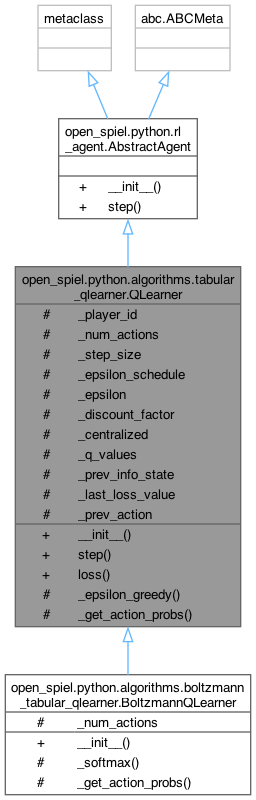 metaclass
abc.ABCMeta
open_spiel.python.rl
_agent.AbstractAgent
+ __init__()
+ step()
open_spiel.python.algorithms.tabular
_qlearner.QLearner
# _player_id
# _num_actions
# _step_size
# _epsilon_schedule
# _epsilon
# _discount_factor
# _centralized
# _q_values
# _prev_info_state
# _last_loss_value
# _prev_action
+ __init__()
+ step()
+ loss()
# _epsilon_greedy()
# _get_action_probs()
open_spiel.python.algorithms.boltzmann
_tabular_qlearner.BoltzmannQLearner
# _num_actions
+ __init__()
# _softmax()
# _get_action_probs()